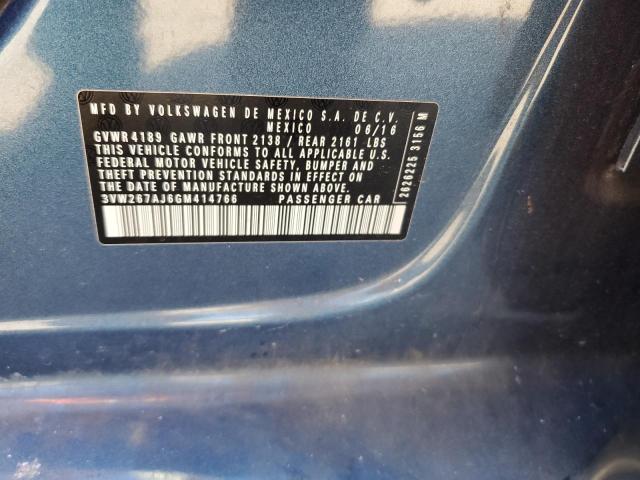 MFD BY VOLKSWAGEN DE MEXICO S.A. DE C.V.
MEXICO 06/16
GVWR 4189 GAWR FRONT 2138 / REAR 2161 LBS
THIS VEHICLE CONFORMS TO ALL APPLICABLE U.S.
FEDERAL MOTOR VEHICLE SAFETY, BUMPER AND
THEFT PREVENTION STANDARDS IN EFFECT ON
THE DATE OF MANUFACTURE SHOWN ABOVE.
3VW267AJ6GM414766 PASSENGER CAR
2626225 3156 M